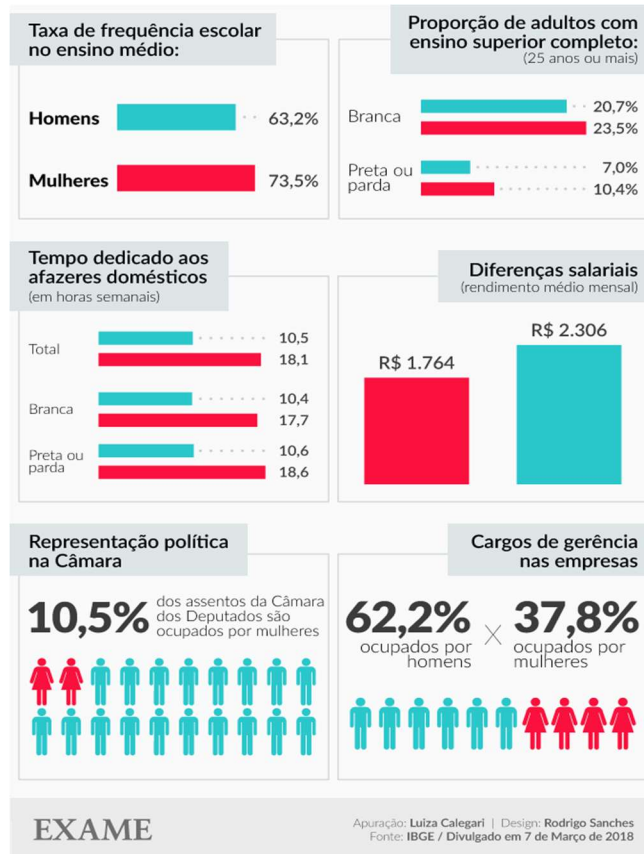 Taxa de frequência escolar
no ensino médio:
Homens 63,2%
Mulheres 73,5%
Proporção de adultos com
ensino superior completo:
(25 anos ou mais)
Branca 20,7%
23,5%
Preta ou
parda
7,0%
10,4%
Tempo dedicado aos
afazeres domésticos
(em horas semanais)
Total 10,5
18,1
Branca 10,4
17,7
Preta ou
parda
10,6
18,6
Diferenças salariais
(rendimento médio mensal)
R$ 1.764
R$ 2.306
Representação política
na Câmara
10,5%
dos assentos da Câmara
dos Deputados são
ocupados por mulheres
Cargos de gerência
nas empresas
62,2%
ocupados por
homens
X
37,8%
ocupados por
mulheres
EXAME
Apuração: Luiza Calegari | Design: Rodrigo Sanches
Fonte: IBGE / Divulgado em 7 de Março de 2018